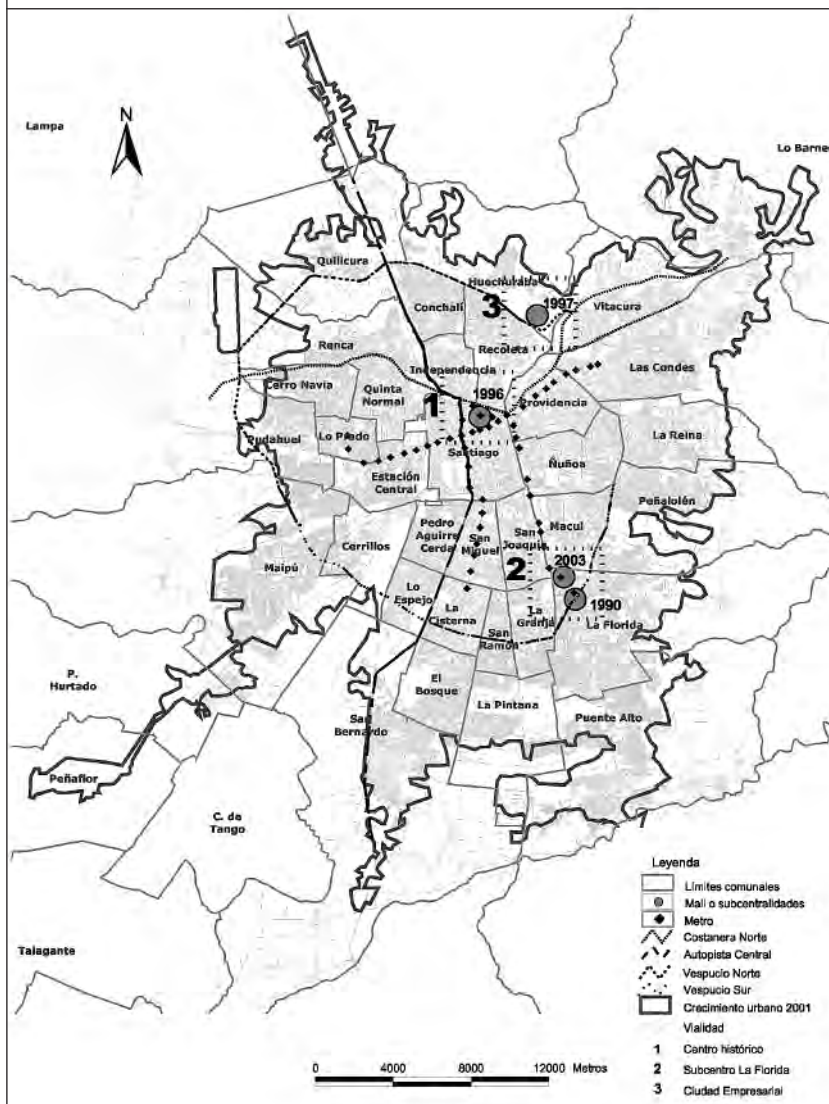 Lampa
N
Lo Barne
Quilicura
Huechuraba
3
1997
Vitacura
Conchalí
Renca
Recoleta
Independencia
Las Condes
Cerro Navia
Quinta
Normal
1
1996
Providencia
Pudahuel
Lo Prado
Santiago
La Reina
Estación
Central
Ñuñoa
Peñalolén
Pedro
Aguirre
Cerda
San
Miguel
San
Joaquín
Macul
Cerrillos
Maipú
2
2003
Lo
Espejo
La
Cisterna
La
Granja
1990
La Florida
San
Ramón
P.
Hurtado
El
Bosque
La Pintana
San
Bernardo
Puente Alto
Peñaflor
C. de
Tango
Talagante
Leyenda
Límites comunales
Mall o subcentralidades
Metro
Costanera Norte
Autopista Central
Vespucio Norte
Vespucio Sur
Crecimiento urbano 2001
Vialidad
1 Centro histórico
2 Subcentro La Florida
3 Ciudad Empresarial
0 4000 8000 12000 Metros